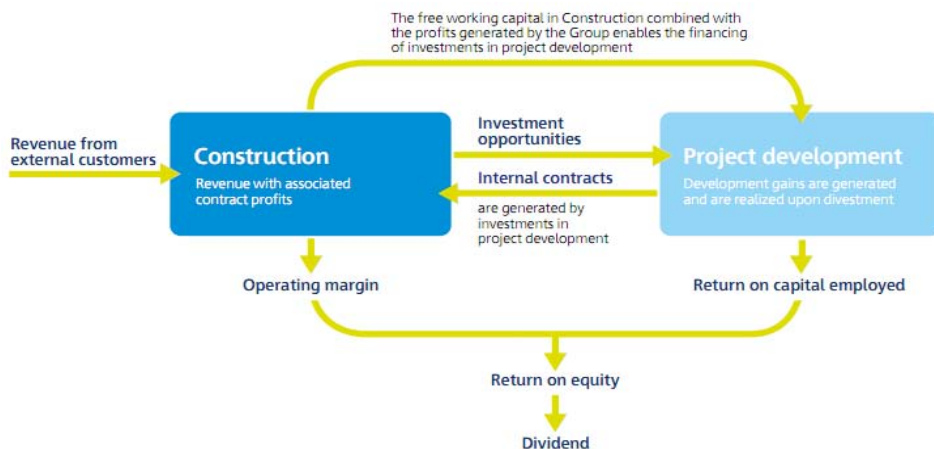 The free working capital in Construction combined with
the profits generated by the Group enables the financing
of investments in project development
Revenue from
external customers
Construction
Revenue with associated
contract profits
Investment
opportunities
Internal contracts
are generated by
investments in
project development
Project development
Development gains are generated
and are realized upon divestment
Operating margin
Return on capital employed
Return on equity
Dividend